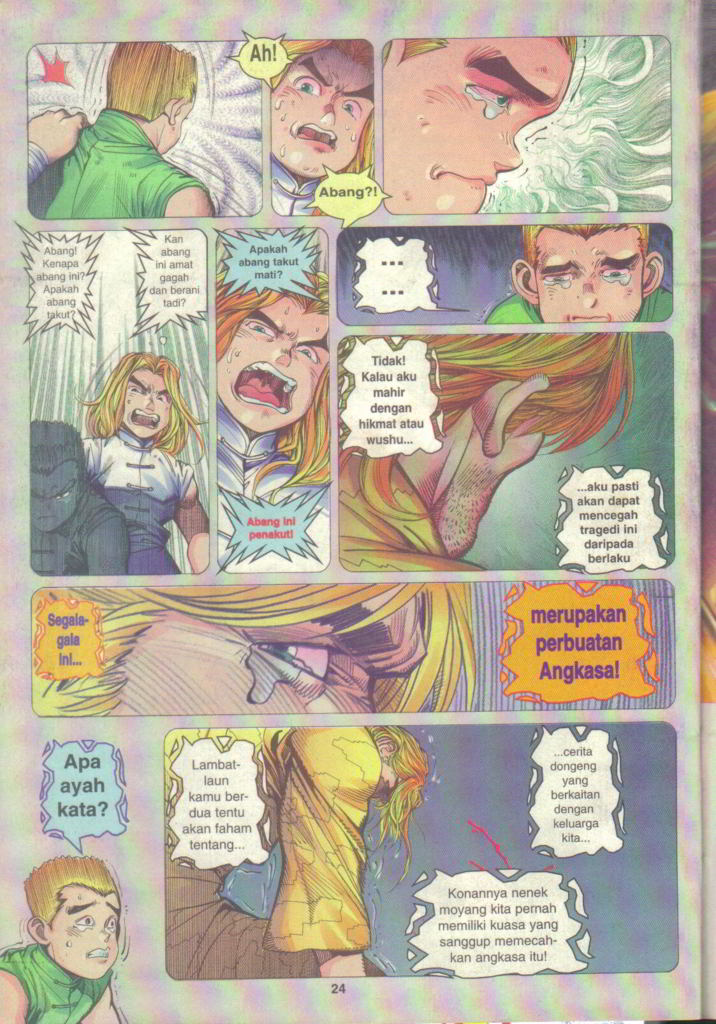 Ah!
Abang?!
Abang!
Kenapa
abang ini?
Apakah
abang
takut?
Kan
abang
ini amat
gagah
dan berani
tadi?
Apakah
abang takut
mati?
Abang ini
penakut!
...
...
Tidak!
Kalau aku
mahir
dengan
hikmat atau
wushu...
...aku pasti
akan dapat
mencegah
tragedi ini
daripada
berlaku
Segala-
gala
ini...
merupakan
perbuatan
Angkasa!
Apa
ayah
kata?
Lambat-
laun
kamu ber-
dua tentu
akan faham
tentang...
...cerita
dongeng
yang
berkaitan
dengan
keluarga
kita...
Konannya nenek
moyang kita pernah
memiliki kuasa yang
sanggup memecah-
kan angkasa itu!
24